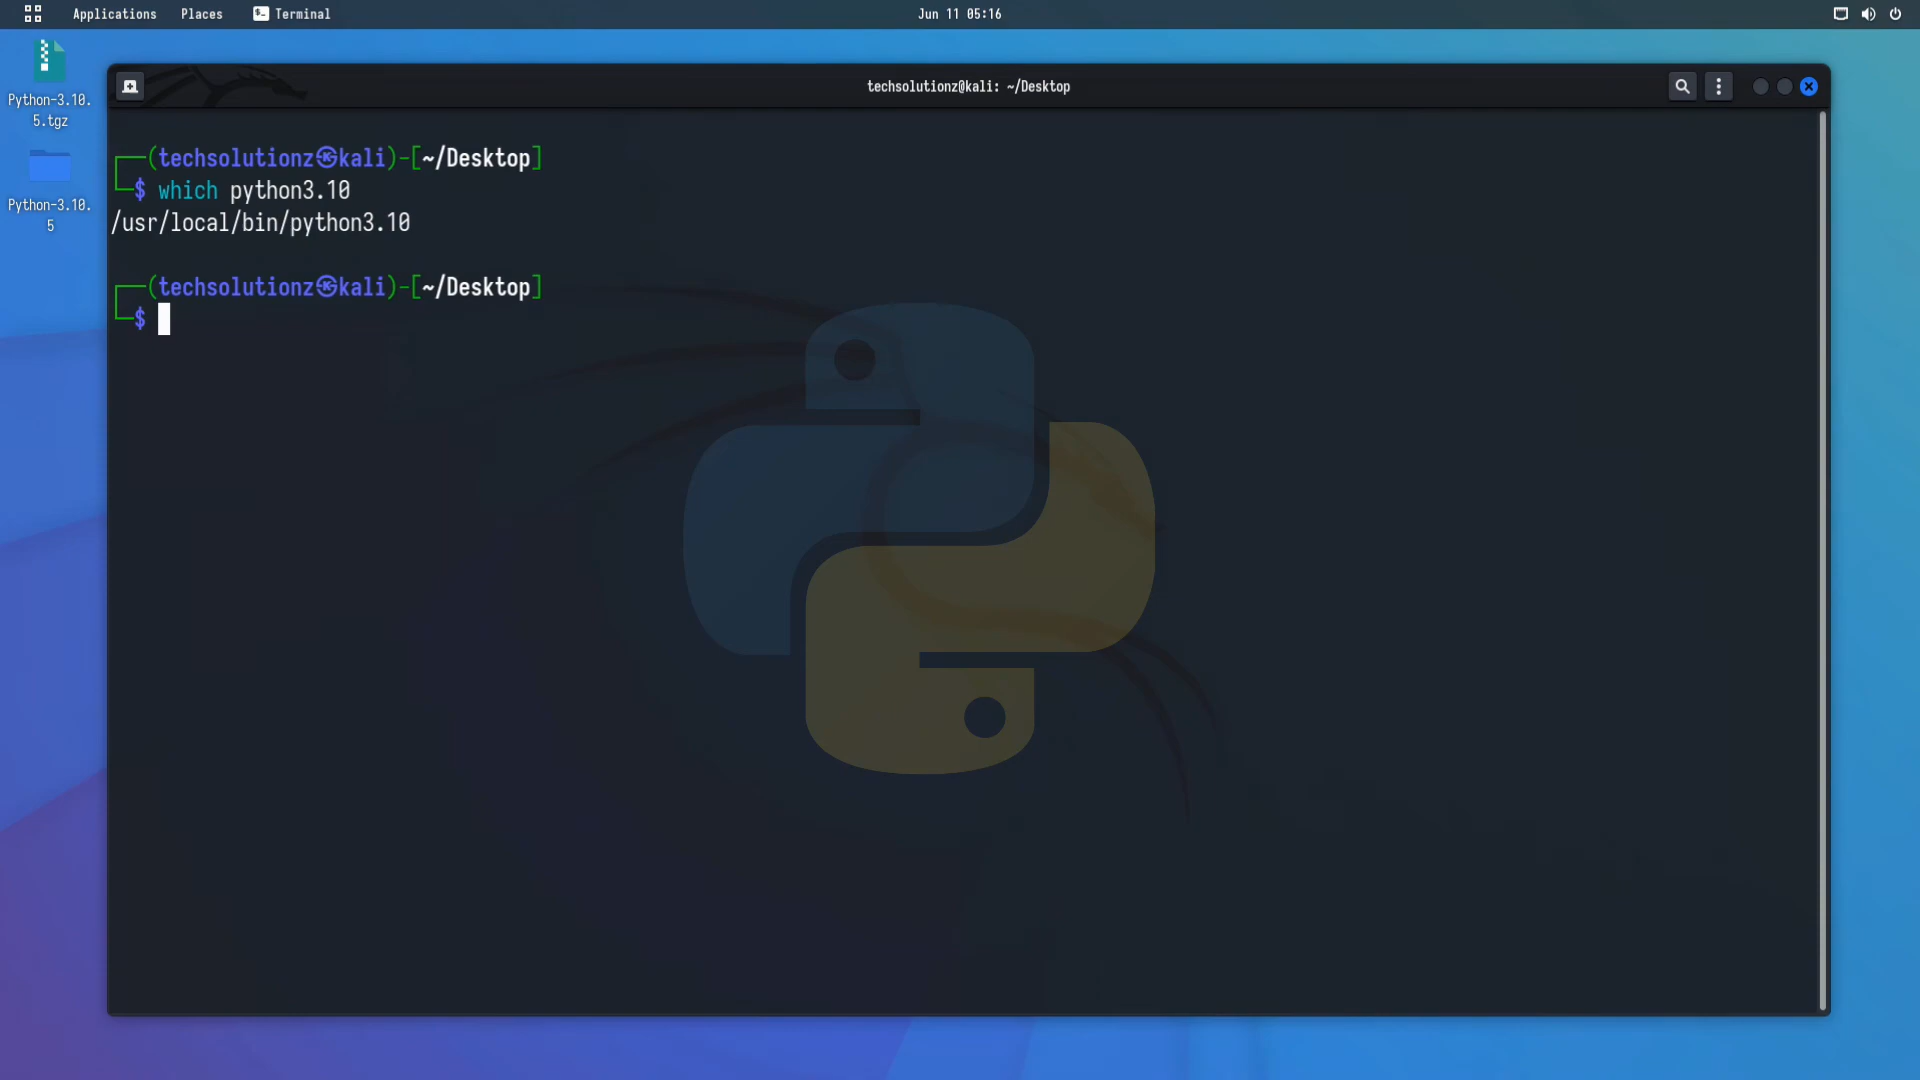 Applications Places Terminal Jun 11 05:16
Python-3.10.
5.tgz
Python-3.10.
5
techsolutionz@kali: ~/Desktop
┌──(techsolutionz㉿kali)-[~/Desktop]
└─$ which python3.10
/usr/local/bin/python3.10
┌──(techsolutionz㉿kali)-[~/Desktop]
└─$